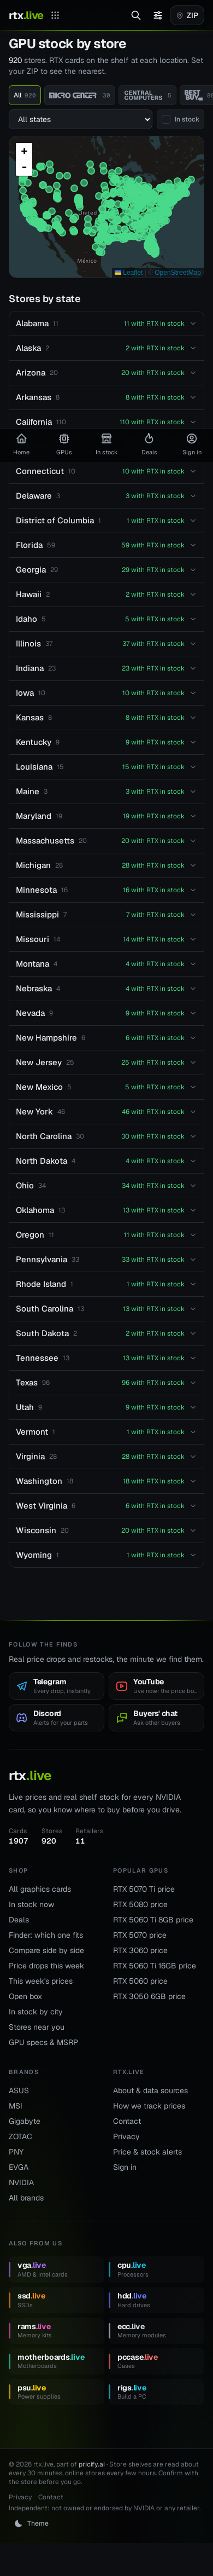 rtx.live
ZIP
GPU stock by store
920 stores. RTX cards on the shelf at each location. Set
your ZIP to see the nearest.
All 920
MICRO CENTER 30
CENTRAL COMPUTERS 5
BEST BUY
All states
In stock
+
-
United
México
Leaflet | © OpenStreetMap
Stores by state
Alabama 11 11 with RTX in stock
Alaska 2 2 with RTX in stock
Arizona 20 20 with RTX in stock
Arkansas 8 8 with RTX in stock
California 110 110 with RTX in stock
Home
GPUs
In stock
Deals
Sign in
Connecticut 10 10 with RTX in stock
Delaware 3 3 with RTX in stock
District of Columbia 1 1 with RTX in stock
Florida 59 59 with RTX in stock
Georgia 29 29 with RTX in stock
Hawaii 2 2 with RTX in stock
Idaho 5 5 with RTX in stock
Illinois 37 37 with RTX in stock
Indiana 23 23 with RTX in stock
Iowa 10 10 with RTX in stock
Kansas 8 8 with RTX in stock
Kentucky 9 9 with RTX in stock
Louisiana 15 15 with RTX in stock
Maine 3 3 with RTX in stock
Maryland 19 19 with RTX in stock
Massachusetts 20 20 with RTX in stock
Michigan 28 28 with RTX in stock
Minnesota 16 16 with RTX in stock
Mississippi 7 7 with RTX in stock
Missouri 14 14 with RTX in stock
Montana 4 4 with RTX in stock
Nebraska 4 4 with RTX in stock
Nevada 9 9 with RTX in stock
New Hampshire 6 6 with RTX in stock
New Jersey 25 25 with RTX in stock
New Mexico 5 5 with RTX in stock
New York 46 46 with RTX in stock
North Carolina 30 30 with RTX in stock
North Dakota 4 4 with RTX in stock
Ohio 34 34 with RTX in stock
Oklahoma 13 13 with RTX in stock
Oregon 11 11 with RTX in stock
Pennsylvania 33 33 with RTX in stock
Rhode Island 1 1 with RTX in stock
South Carolina 13 13 with RTX in stock
South Dakota 2 2 with RTX in stock
Tennessee 13 13 with RTX in stock
Texas 96 96 with RTX in stock
Utah 9 9 with RTX in stock
Vermont 1 1 with RTX in stock
Virginia 28 28 with RTX in stock
Washington 18 18 with RTX in stock
West Virginia 6 6 with RTX in stock
Wisconsin 20 20 with RTX in stock
Wyoming 1 1 with RTX in stock
FOLLOW THE FINDS
Real price drops and restocks, the minute we find them.
Telegram
Every drop, instantly
YouTube
Live now: the price bo...
Discord
Alerts for your parts
Buyers' chat
Ask other buyers
rtx.live
Live prices and real shelf stock for every NVIDIA
card, so you know where to buy before you drive.
Cards
1907
Stores
920
Retailers
11
SHOP
All graphics cards
In stock now
Deals
Finder: which one fits
Compare side by side
Price drops this week
This week's prices
Open box
In stock by city
Stores near you
GPU specs & MSRP
POPULAR GPUS
RTX 5070 Ti price
RTX 5080 price
RTX 5060 Ti 8GB price
RTX 5070 price
RTX 3060 price
RTX 5060 Ti 16GB price
RTX 5060 price
RTX 3050 6GB price
BRANDS
ASUS
MSI
Gigabyte
ZOTAC
PNY
EVGA
NVIDIA
All brands
RTX.LIVE
About & data sources
How we track prices
Contact
Privacy
Price & stock alerts
Sign in
ALSO FROM US
vga.live
AMD & Intel cards
cpu.live
Processors
ssd.live
SSDs
hdd.live
Hard drives
rams.live
Memory kits
ecc.live
Memory modules
motherboards.live
Motherboards
pccase.live
Cases
psu.live
Power supplies
rigs.live
Build a PC
© 2026 rtx.live, part of pricify.ai · Store shelves are read about
every 30 minutes, online stores every few hours. Confirm with
the store before you go.
Privacy Contact
Independent: not owned or endorsed by NVIDIA or any retailer.
Theme